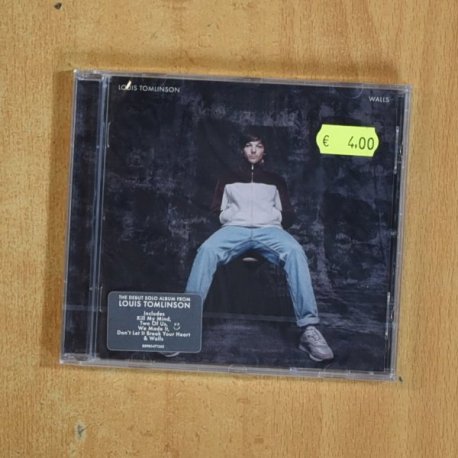 LOUIS TOMLINSON
WALLS
€ 4,00
THE DEBUT SOLO ALBUM FROM
LOUIS TOMLINSON
Includes
Kill My Mind,
Two Of Us,
We Made It,
Don't Let It Break Your Heart
& Walls